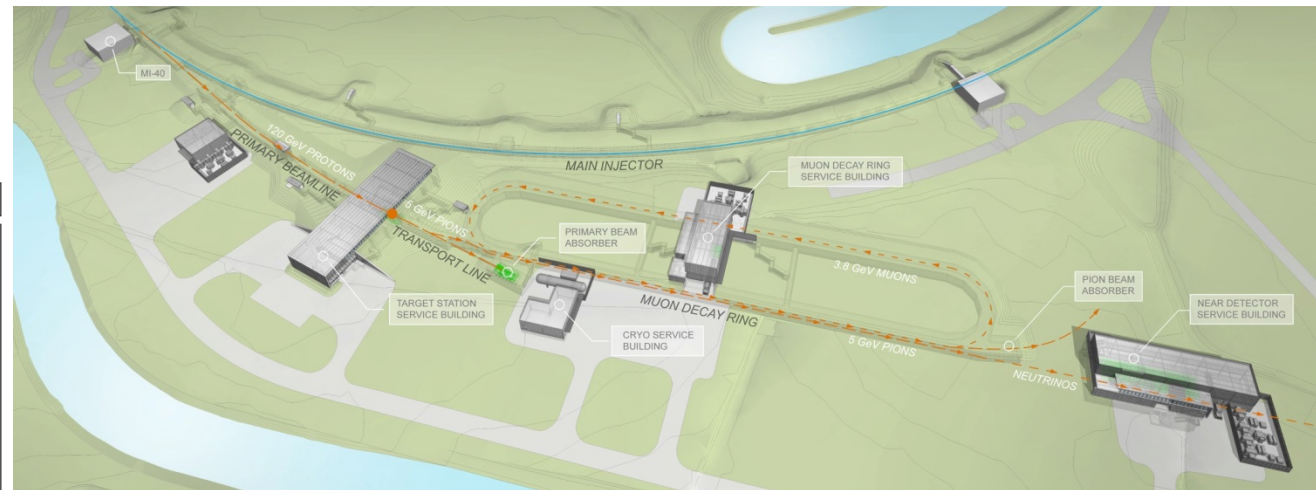 MI-40
120 GeV PROTONS
PRIMARY BEAMLINE
MAIN INJECTOR
MUON DECAY RING
SERVICE BUILDING
5 GeV PIONS
TRANSPORT LINE
PRIMARY BEAM
ABSORBER
3.8 GeV MUONS
PION BEAM
ABSORBER
TARGET STATION
SERVICE BUILDING
MUON DECAY RING
CRYO SERVICE
BUILDING
5 GeV PIONS
NEAR DETECTOR
SERVICE BUILDING
NEUTRINOS